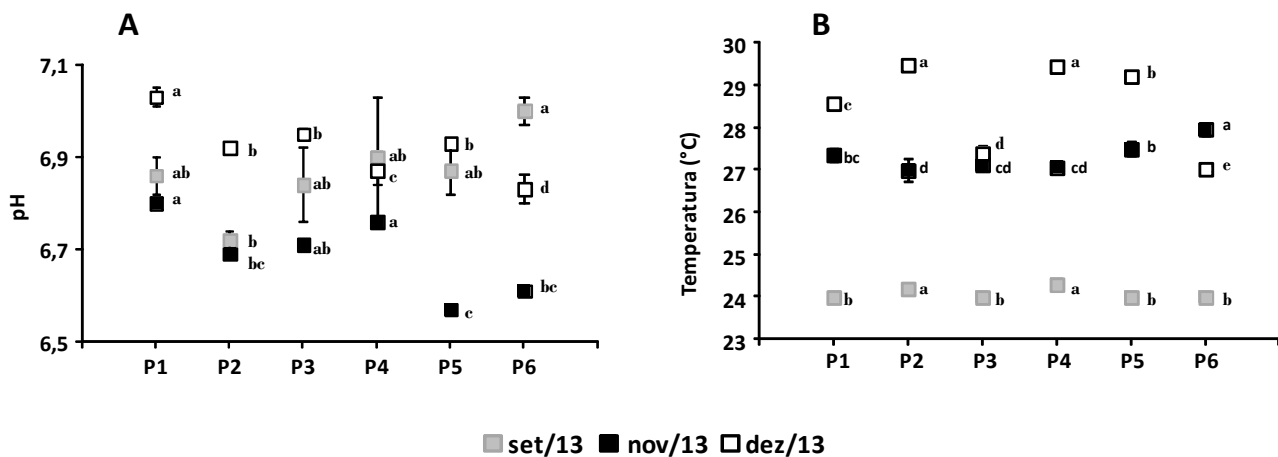 A
pH
7,1
6,9
6,7
6,5
a
ab
a
b
b
bc
b
ab
ab
ab
c
a
b
ab
c
a
d
bc
P1 P2 P3 P4 P5 P6
B
Temperatura (°C)
30
29
28
27
26
25
24
23
c
bc
b
a
d
a
d
cd
b
a
cd
a
b
b
b
a
e
b
P1 P2 P3 P4 P5 P6
set/13 nov/13 dez/13